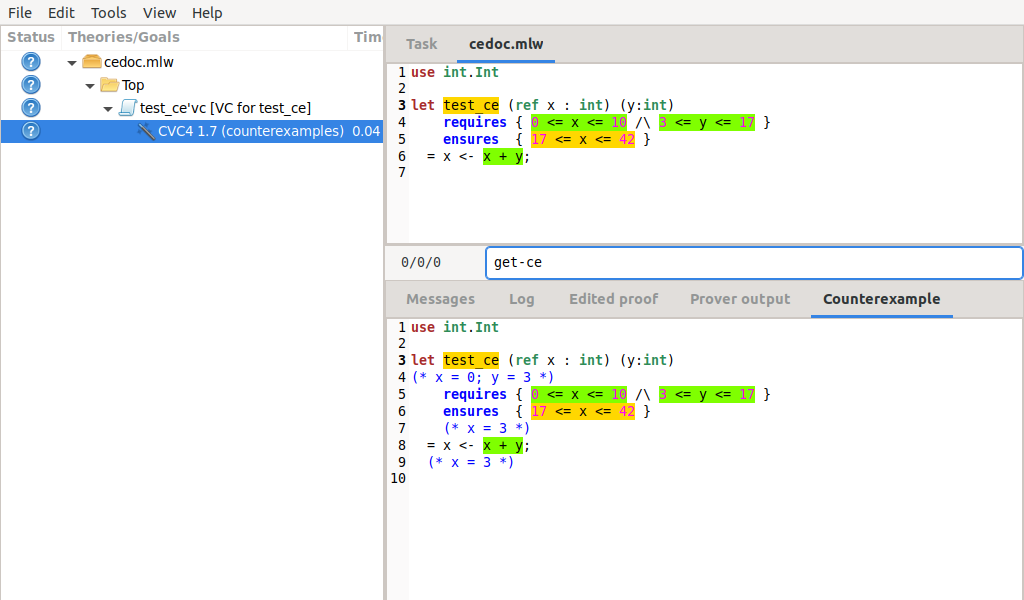 File Edit Tools View Help
Status Theories/Goals Tim
cedoc.mlw
Top
test_ce'vc [VC for test_ce]
CVC4 1.7 (counterexamples) 0.04
Task cedoc.mlw
1 use int.Int
2
3 let test_ce (ref x : int) (y:int)
4     requires { 0 <= x <= 10 /\ 3 <= y <= 17 }
5     ensures  { 17 <= x <= 42 }
6   = x <- x + y;
7
0/0/0 get-ce
Messages Log Edited proof Prover output Counterexample
1 use int.Int
2
3 let test_ce (ref x : int) (y:int)
4 (* x = 0; y = 3 *)
5     requires { 0 <= x <= 10 /\ 3 <= y <= 17 }
6     ensures  { 17 <= x <= 42 }
7     (* x = 3 *)
8   = x <- x + y;
9   (* x = 3 *)
10